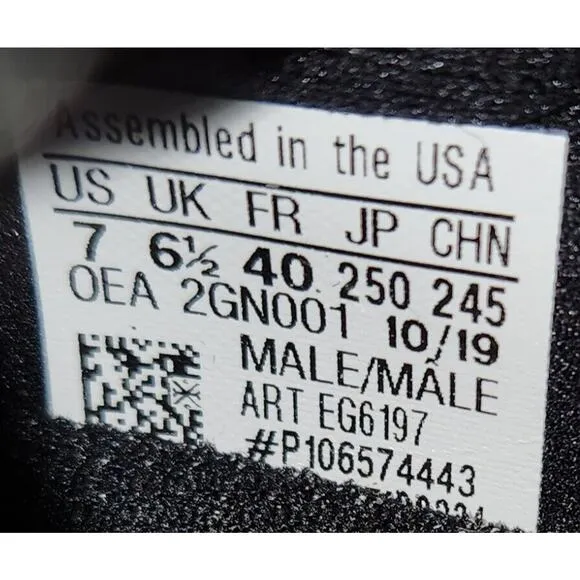 Assembled in the USA
US UK FR JP CHN
7 6½ 40 250 245
OEA 2GN001 10/19
MALE/MÂLE
ART EG6197
#P106574443